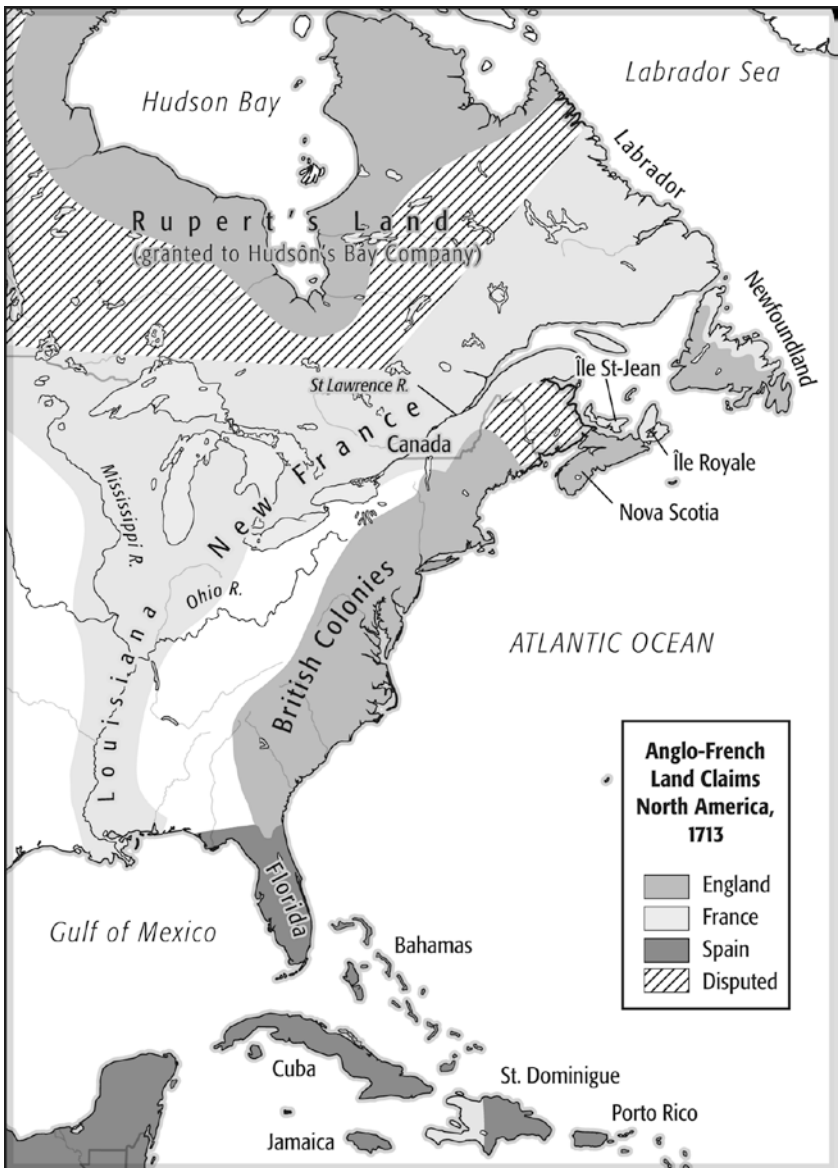 Hudson Bay
Labrador Sea
Labrador
Rupert's Land
(granted to Hudson's Bay Company)
Newfoundland
St Lawrence R.
Île St-Jean
Canada
Île Royale
Nova Scotia
New France
Mississippi R.
Ohio R.
British Colonies
ATLANTIC OCEAN
Louisiana
Florida
Gulf of Mexico
Bahamas
Cuba
St. Dominigue
Jamaica
Porto Rico
Anglo-French
Land Claims
North America,
1713
England
France
Spain
Disputed